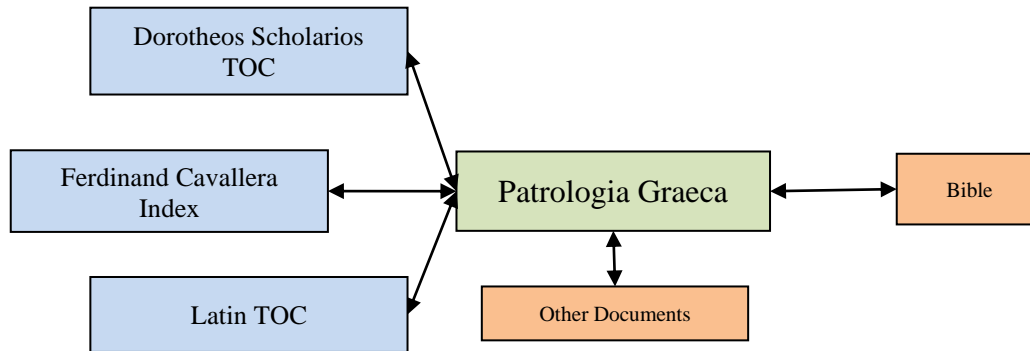 Dorotheos Scholarios
TOC
Ferdinand Cavallera
Index
Patrologia Graeca
Bible
Latin TOC
Other Documents